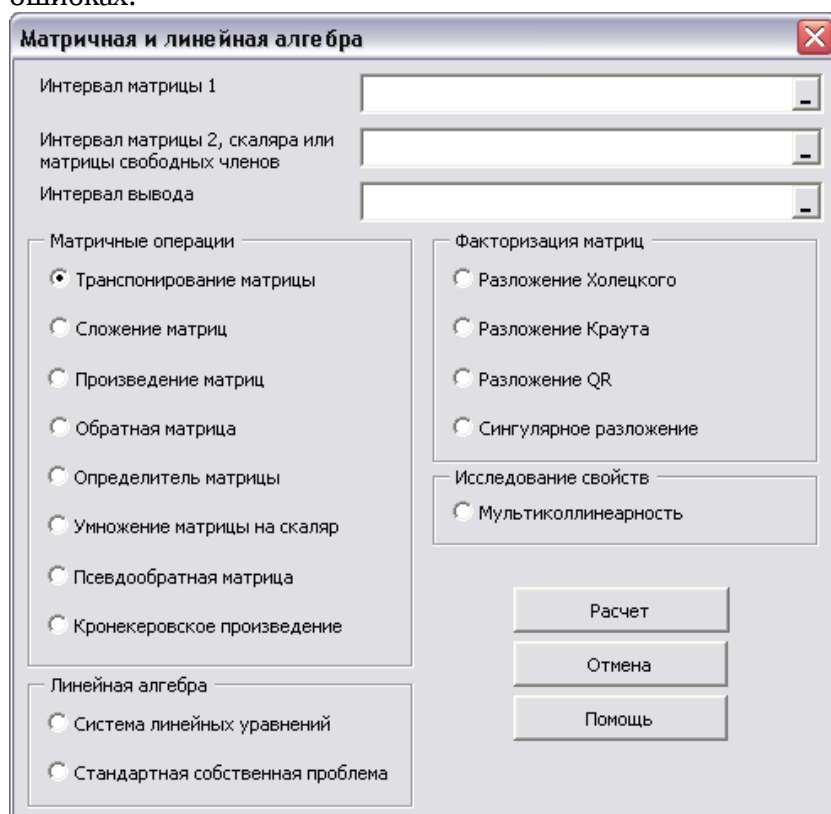 ошибках.
Матричная и линейная алгебра
Интервал матрицы 1
Интервал матрицы 2, скаляра или
матрицы свободных членов
Интервал вывода
Матричные операции
Транспонирование матрицы
Сложение матриц
Произведение матриц
Обратная матрица
Определитель матрицы
Умножение матрицы на скаляр
Псевдообратная матрица
Кронекеровское произведение
Линейная алгебра
Система линейных уравнений
Стандартная собственная проблема
Факторизация матриц
Разложение Холецкого
Разложение Краута
Разложение QR
Сингулярное разложение
Исследование свойств
Мультиколлинеарность
Расчет
Отмена
Помощь